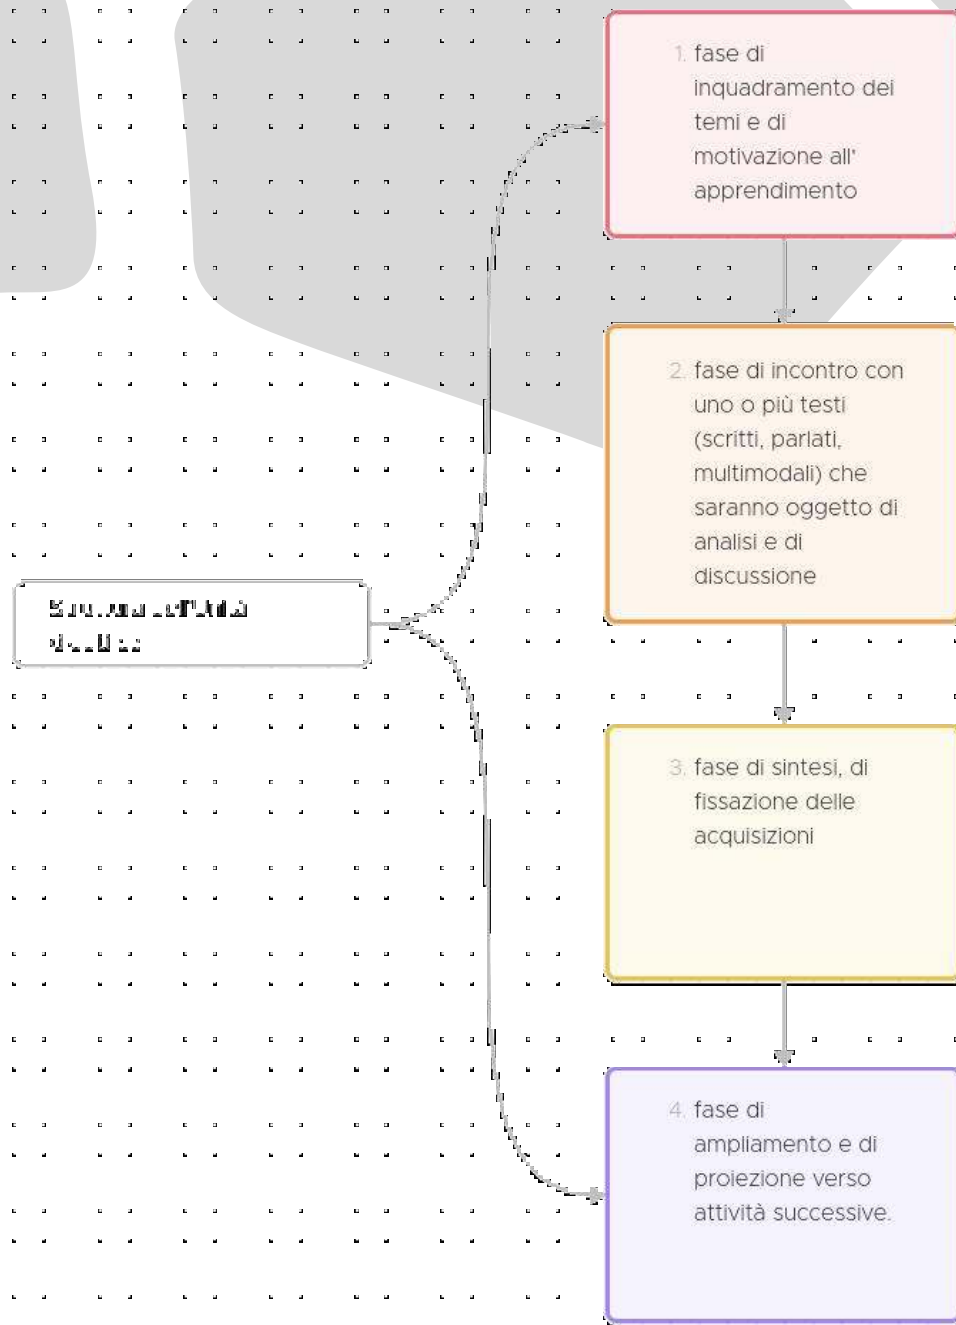 1. fase di
inquadramento dei
temi e di
motivazione all'
apprendimento
2. fase di incontro con
uno o più testi
(scritti, parlati,
multimodali) che
saranno oggetto di
analisi e di
discussione
3. fase di sintesi, di
fissazione delle
acquisizioni
4. fase di
ampliamento e di
proiezione verso
attività successive.